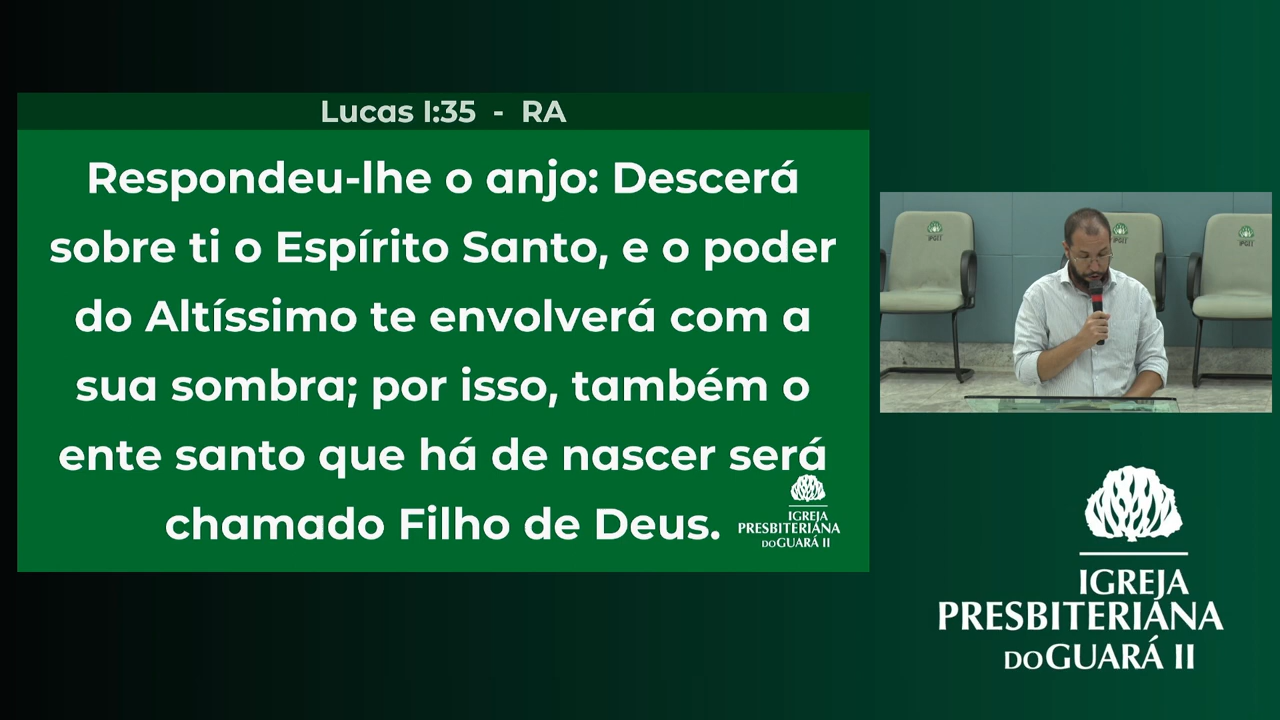 Lucas I:35 - RA
Respondeu-lhe o anjo: Descerá
sobre ti o Espírito Santo, e o poder
do Altíssimo te envolverá com a
sua sombra; por isso, também o
ente santo que há de nascer será
chamado Filho de Deus.
IGREJA
PRESBITERIANA
DO GUARÁ II
IGREJA
PRESBITERIANA
DO GUARÁ II